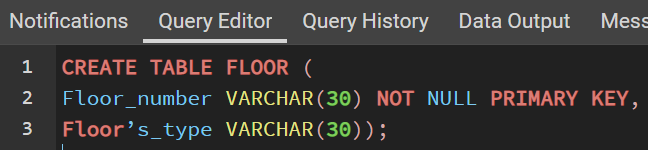 Notifications Query Editor Query History Data Output Mess
1 CREATE TABLE FLOOR (
2 Floor_number VARCHAR(30) NOT NULL PRIMARY KEY,
3 Floor’s_type VARCHAR(30));